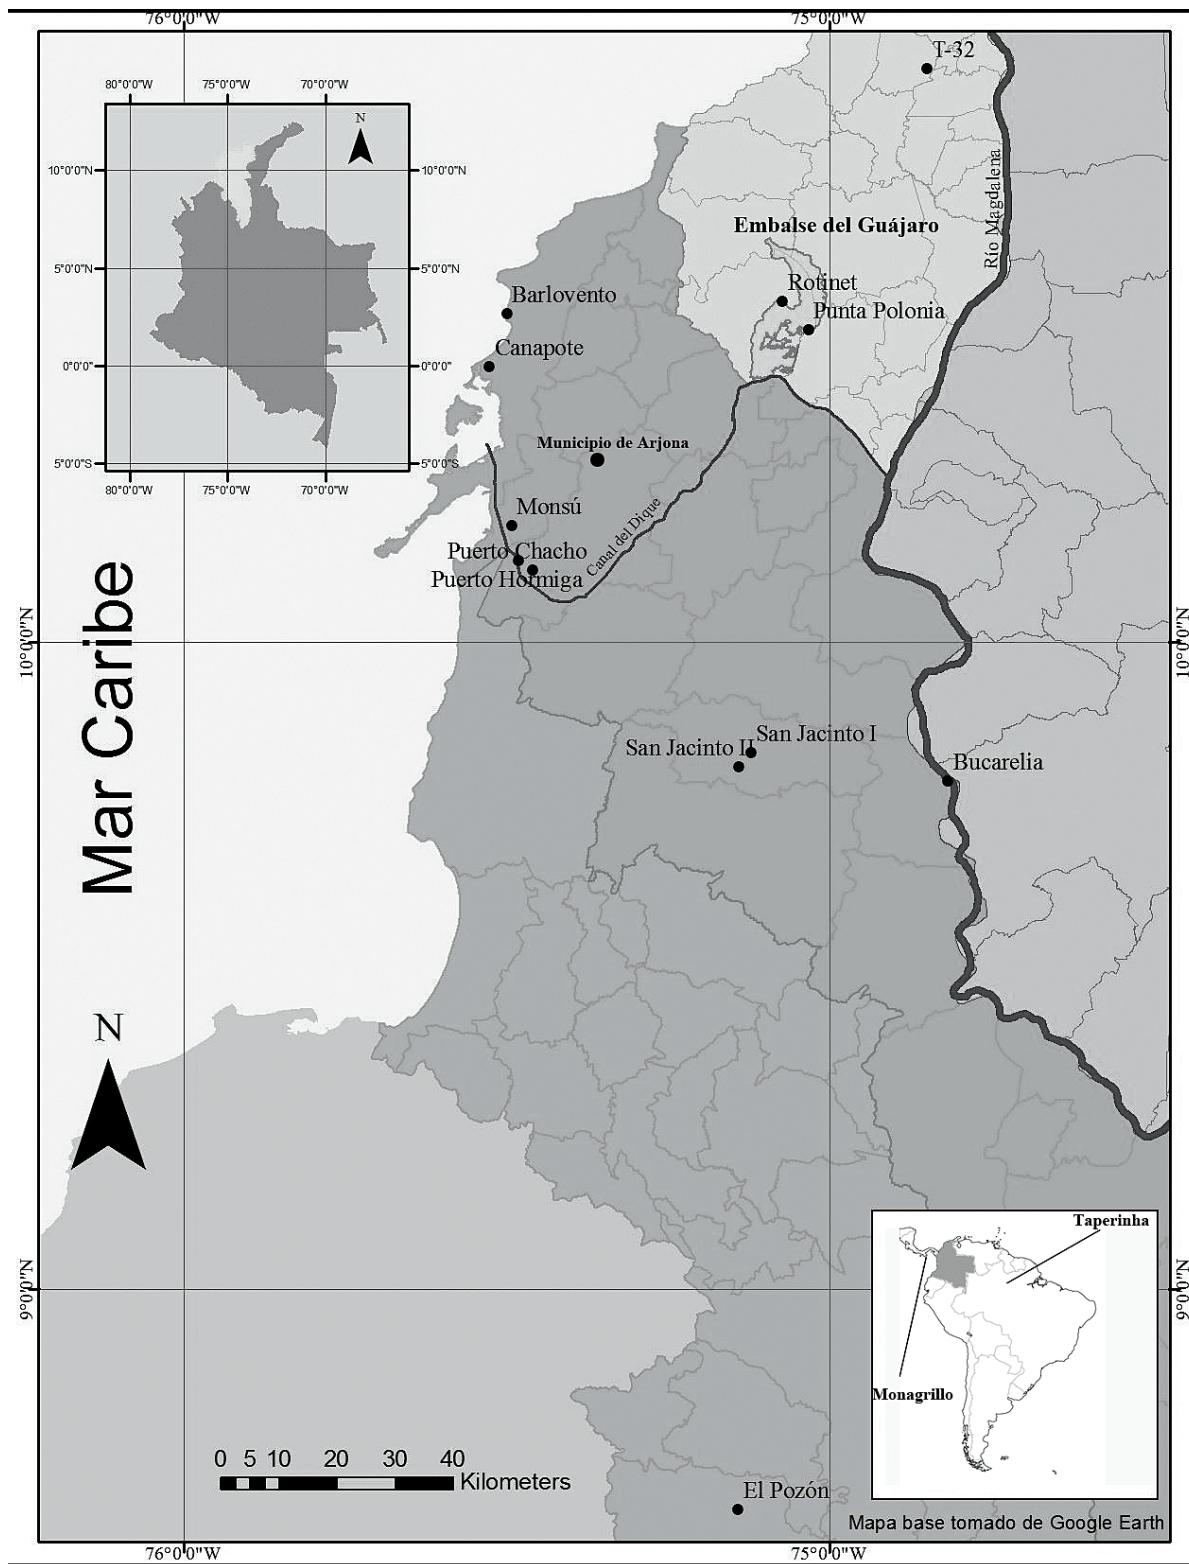 76°0'0"W 75°0'0"W
T-32
80°0'0"W 75°0'0"W 70°0'0"W
N
10°0'0"N 10°0'0"N
5°0'0"N 5°0'0"N
0°0'0" 0°0'0"
5°0'0"S 5°0'0"S
80°0'0"W 75°0'0"W 70°0'0"W
Río Magdalena
Embalse del Guájaro
Rotinet
Punta Polonia
Barlovento
Canapote
Municipio de Arjona
Monsú
Canal del Dique
Puerto Chacho
Puerto Hormiga
Mar Caribe
10°0'0"N 10°0'0"N
San Jacinto I
San Jacinto II
Bucarelia
N
9°0'0"N 9°0'0"N
Taperinha
Monagrillo
0 5 10 20 30 40
Kilometers
El Pozón
Mapa base tomado de Google Earth
76°0'0"W 75°0'0"W